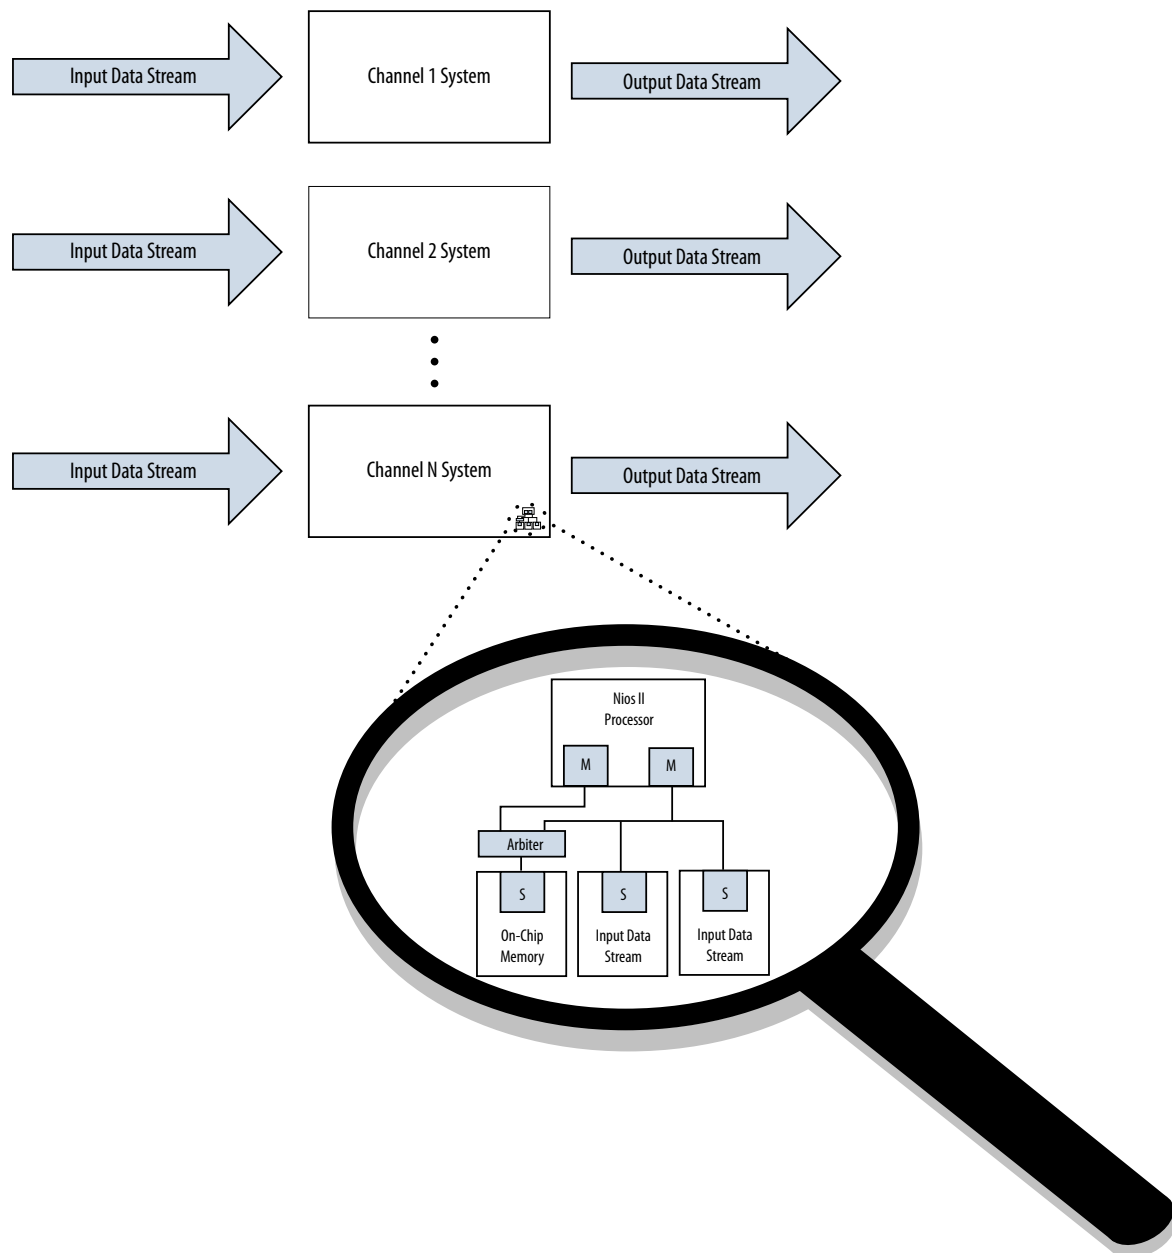 Input Data Stream
Channel 1 System
Output Data Stream
Input Data Stream
Channel 2 System
Output Data Stream
Input Data Stream
Channel N System
Output Data Stream
Nios II
Processor
M
M
Arbiter
S
S
S
On-Chip
Memory
Input Data
Stream
Input Data
Stream